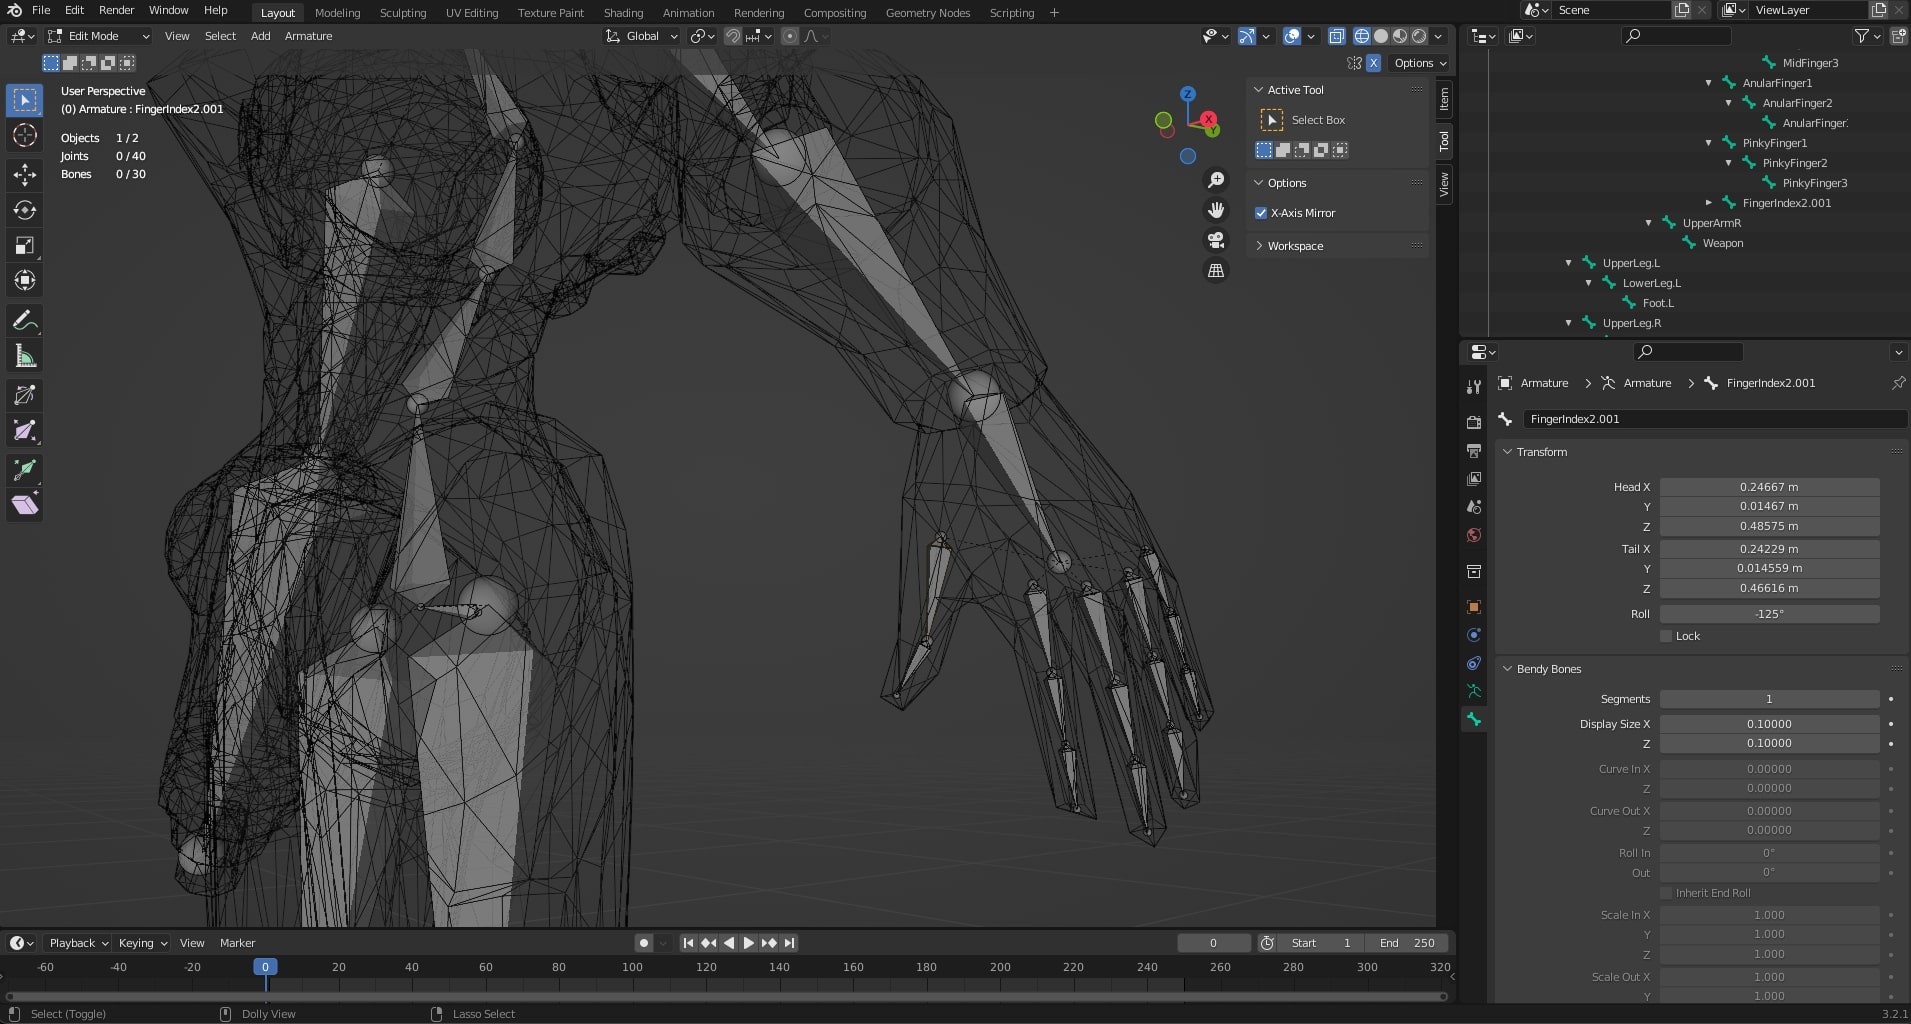 File Edit Render Window Help Layout Modeling Sculpting UV Editing Texture Paint Shading Animation Rendering Compositing Geometry Nodes Scripting + Scene ViewLayer
Edit Mode View Select Add Armature Global
X Options
User Perspective
(0) Armature : FingerIndex2.001
Objects 1 / 2
Joints 0 / 40
Bones 0 / 30
Z
X
Y
Active Tool
Select Box
Options
X-Axis Mirror
Workspace
Item
Tool
View
MidFinger3
AnularFinger1
AnularFinger2
AnularFinger:
PinkyFinger1
PinkyFinger2
PinkyFinger3
FingerIndex2.001
UpperArmR
Weapon
UpperLeg.L
LowerLeg.L
Foot.L
UpperLeg.R
Armature Armature FingerIndex2.001
FingerIndex2.001
Transform
Head X 0.24667 m
Y 0.01467 m
Z 0.48575 m
Tail X 0.24229 m
Y 0.014559 m
Z 0.46616 m
Roll -125°
Lock
Bendy Bones
Segments 1
Display Size X 0.10000
Z 0.10000
Curve In X 0.00000
Z 0.00000
Curve Out X 0.00000
Z 0.00000
Roll In 0°
Out 0°
Inherit End Roll
Scale In X 1.000
Y 1.000
Z 1.000
Scale Out X 1.000
Y 1.000
Playback Keying View Marker 0 Start 1 End 250
-60 -40 -20 0 20 40 60 80 100 120 140 160 180 200 220 240 260 280 300 320
Select (Toggle) Dolly View Lasso Select 3.2.1